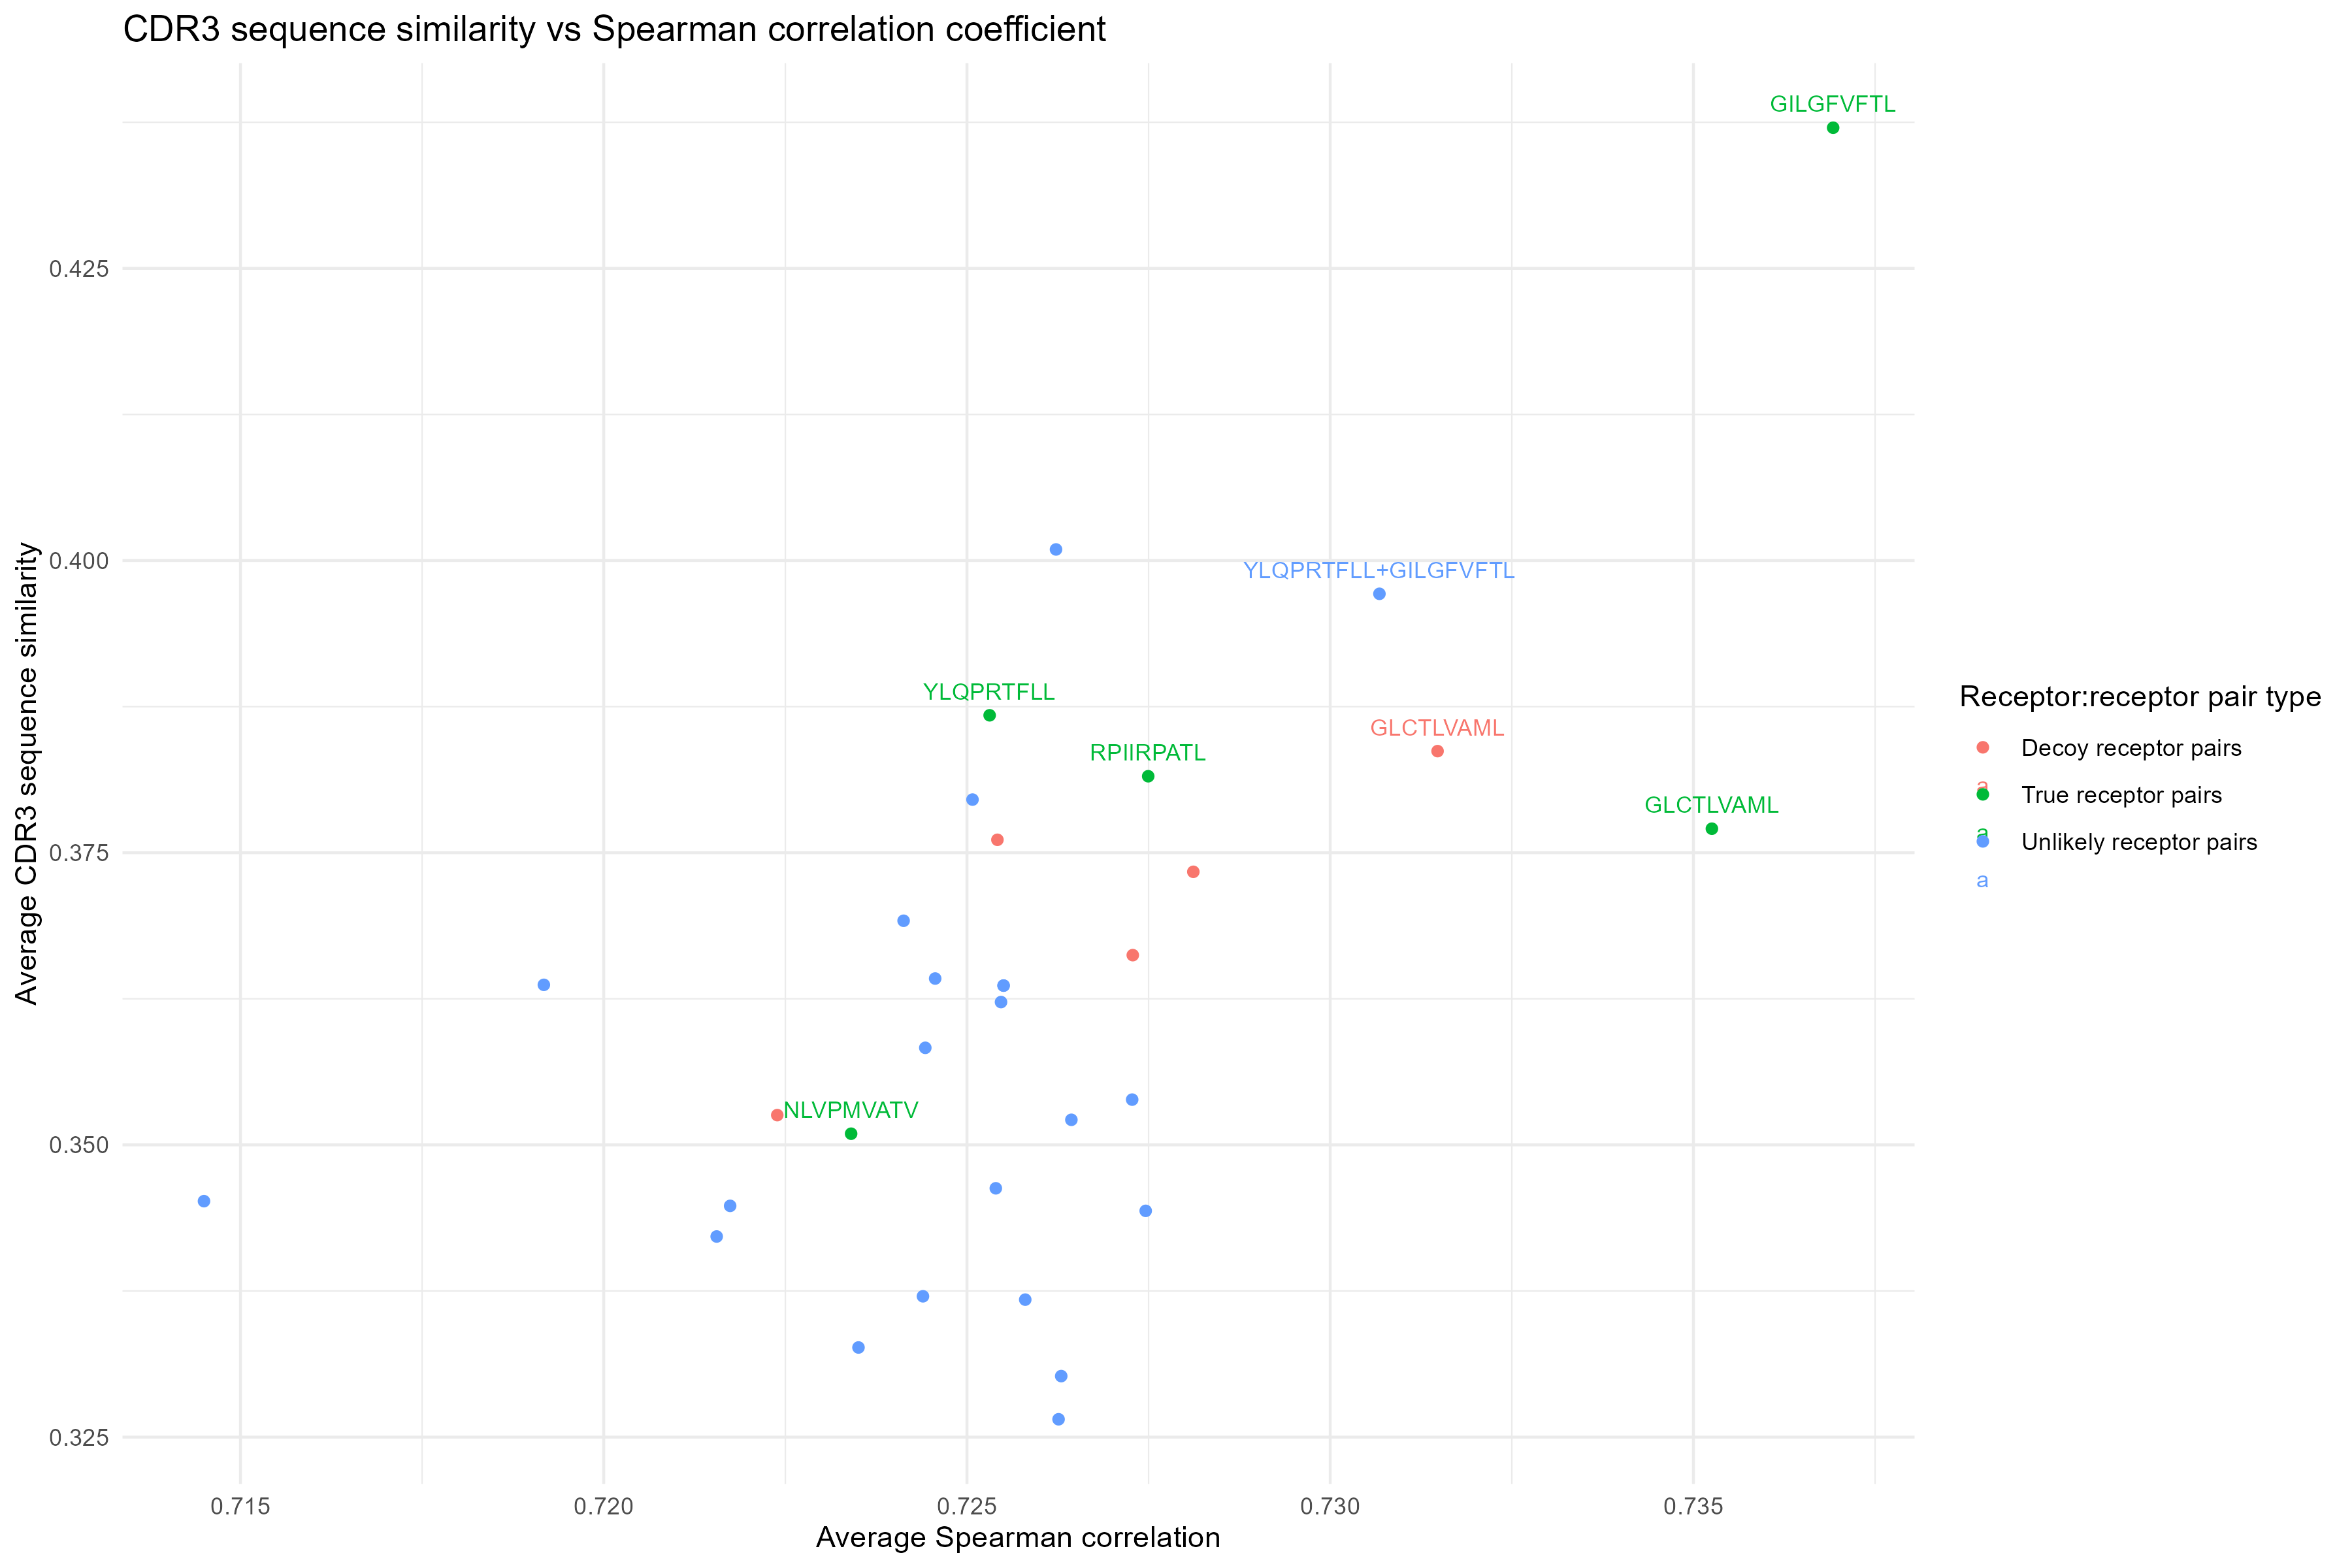 CDR3 sequence similarity vs Spearman correlation coefficient
GILGFVFTL
0.425
0.400
YLQPRTFLL+GILGFVFTL
YLQPRTFLL
GLCTLVAML
RPIIRPATL
GLCTLVAML
0.375
NLVPMVATV
0.350
0.325
Average CDR3 sequence similarity
0.715 0.720 0.725 0.730 0.735
Average Spearman correlation
Receptor:receptor pair type
Decoy receptor pairs
a
True receptor pairs
a
Unlikely receptor pairs
a